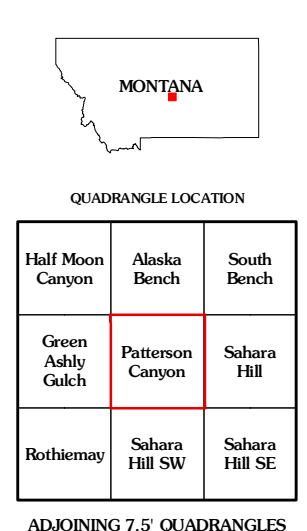 MONTANA
QUADRANGLE LOCATION
Half Moon
Canyon
Alaska
Bench
South
Bench
Green
Ashly
Gulch
Patterson
Canyon
Sahara
Hill
Rothiemay
Sahara
Hill SW
Sahara
Hill SE
ADJOINING 7.5' QUADRANGLES